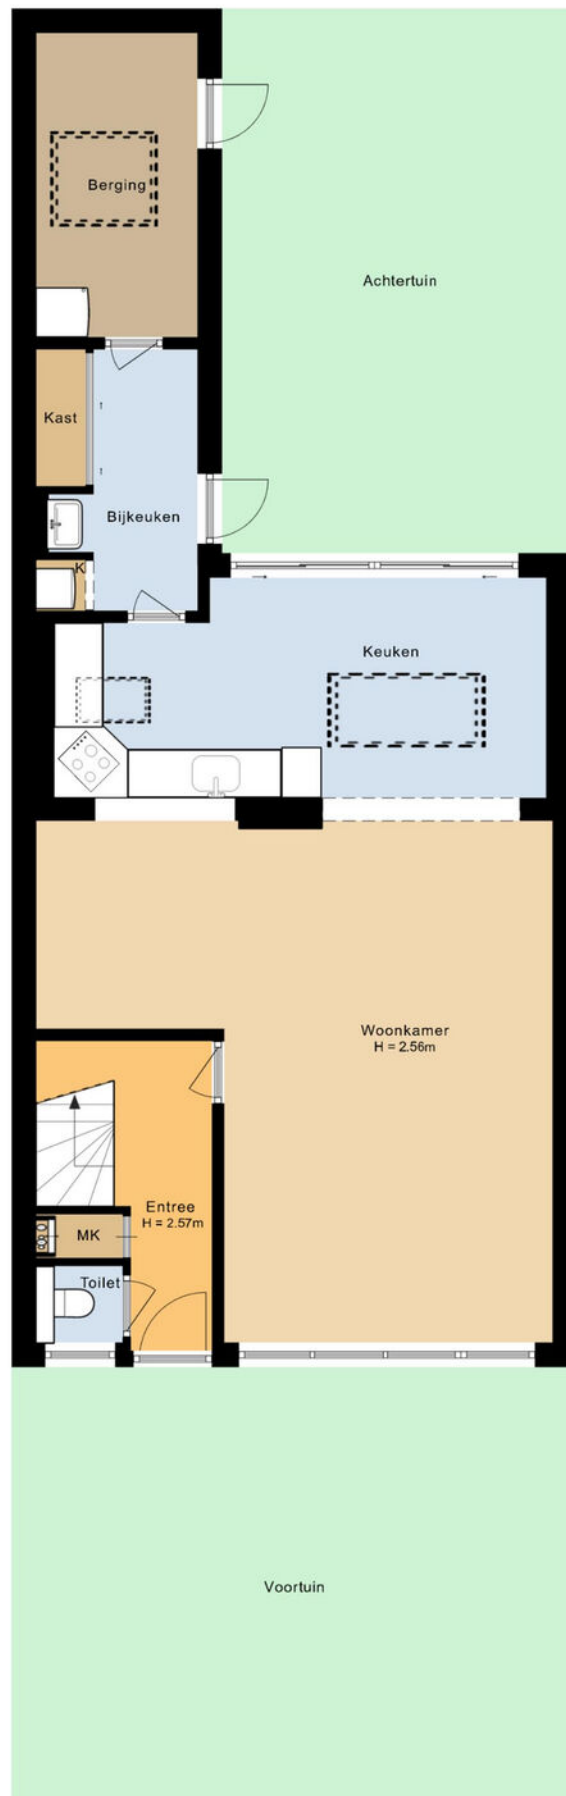 Berging
Achtertuin
Kast
Bijkeuken
K
Keuken
Woonkamer
H = 2.56m
Entree
H = 2.57m
MK
Toilet
Voortuin